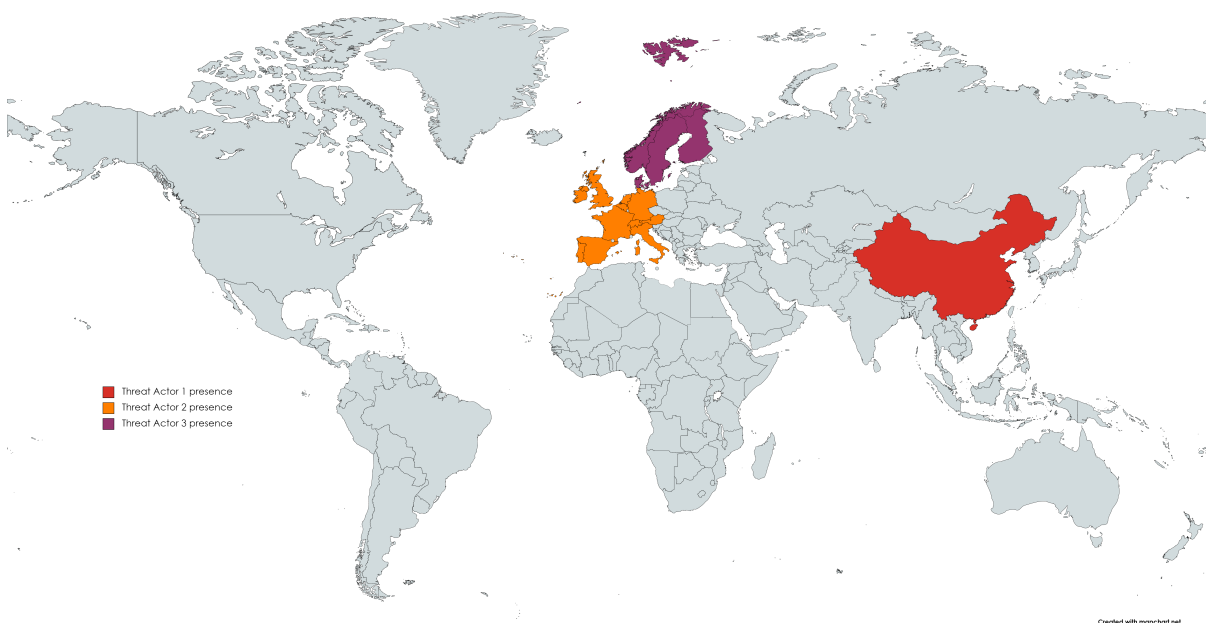 Threat Actor 1 presence
Threat Actor 2 presence
Threat Actor 3 presence
Created with mapchart.net